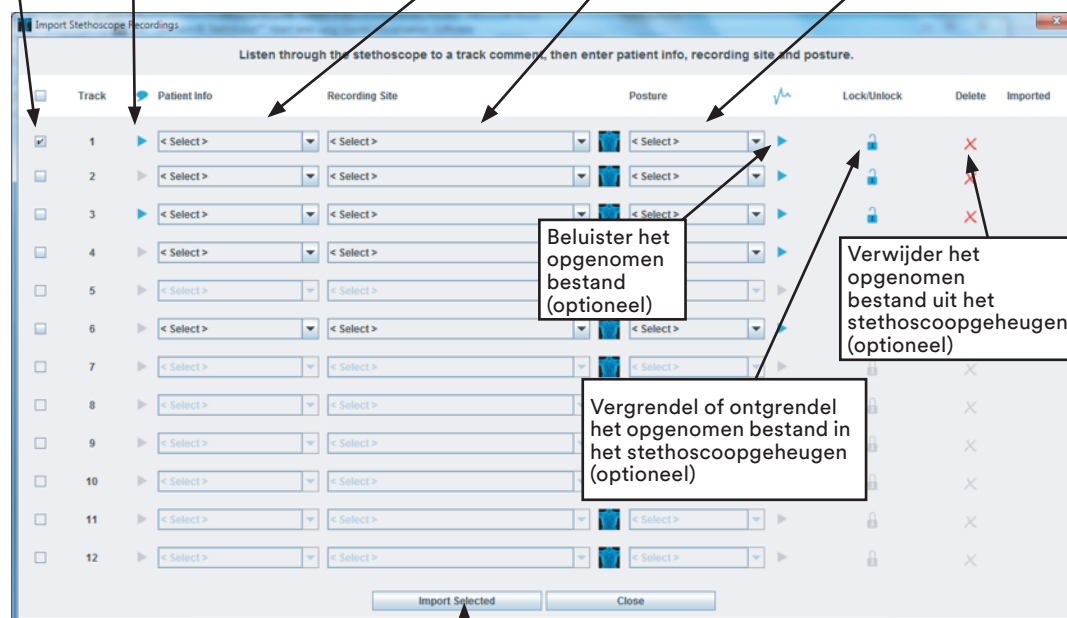 Import Stethoscope Recordings
Listen through the stethoscope to a track comment, then enter patient info, recording site and posture.
Track Patient Info Recording Site Posture Lock/Unlock Delete Imported
1 < Select > < Select > < Select >
2 < Select > < Select > < Select >
3 < Select > < Select > < Select >
Beluister het
opgenomen
bestand
(optioneel)
Verwijder het
opgenomen
bestand uit het
stethoscoopgeheugen
(optioneel)
4 < Select > < Select >
5 < Select > < Select >
6 < Select > < Select > < Select >
7 < Select > < Select > < Select >
Vergrendel of ontgrendel
het opgenomen bestand in
het stethoscoopgeheugen
(optioneel)
8 < Select > < Select >
9 < Select > < Select >
10 < Select > < Select >
11 < Select > < Select > < Select >
12 < Select > < Select > < Select >
Import Selected Close